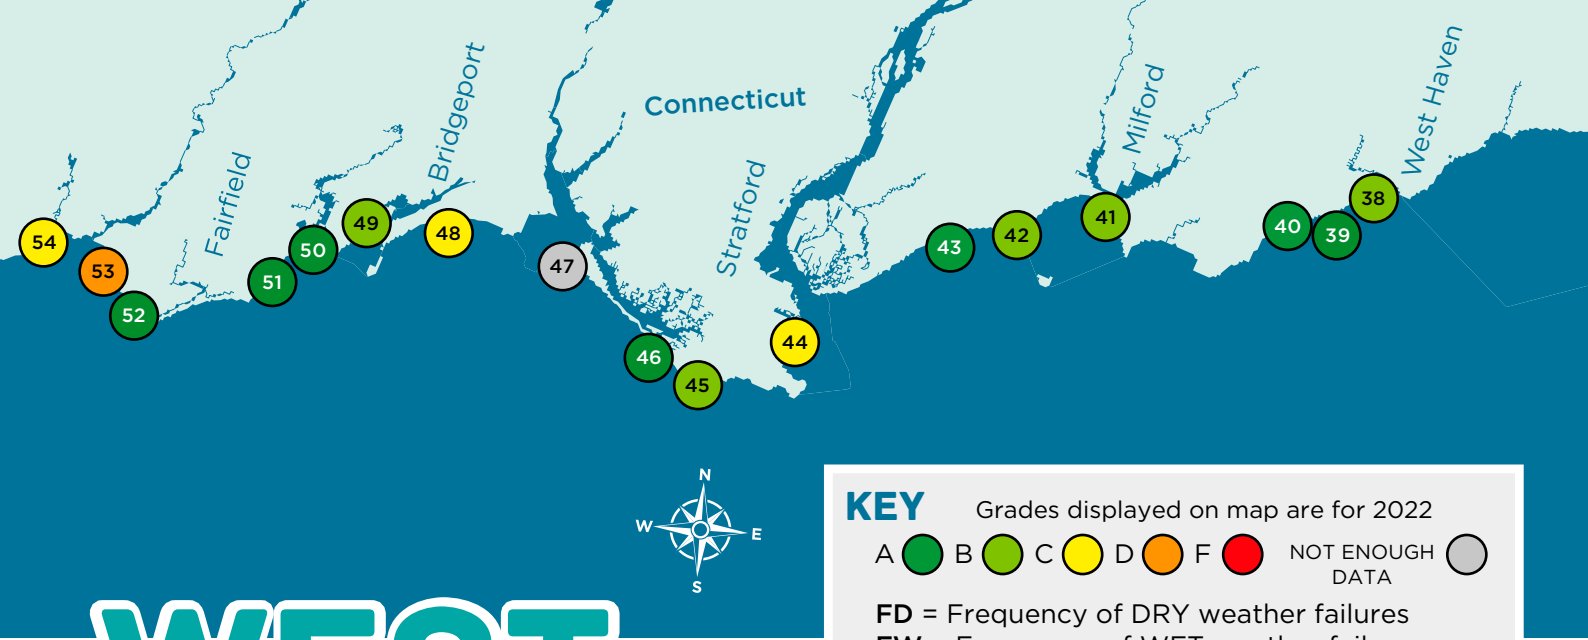 Connecticut
Fairfield
Bridgeport
Stratford
Milford
West Haven
54
53
52
51
50
49
48
47
46
45
44
43
42
41
40
39
38
N
W E
S
KEY Grades displayed on map are for 2022
A B C D F NOT ENOUGH
DATA
FD = Frequency of DRY weather failures
WEST